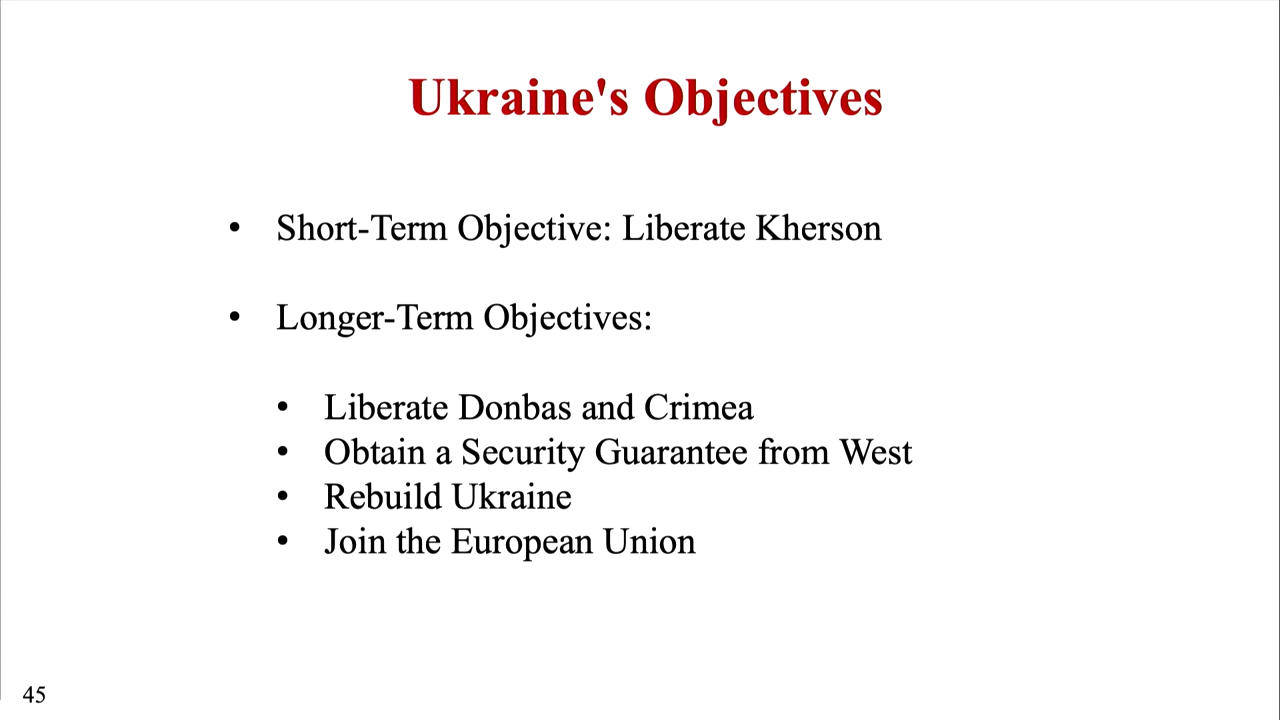 Ukraine's Objectives
• Short-Term Objective: Liberate Kherson
• Longer-Term Objectives:
• Liberate Donbas and Crimea
• Obtain a Security Guarantee from West
• Rebuild Ukraine
• Join the European Union
45